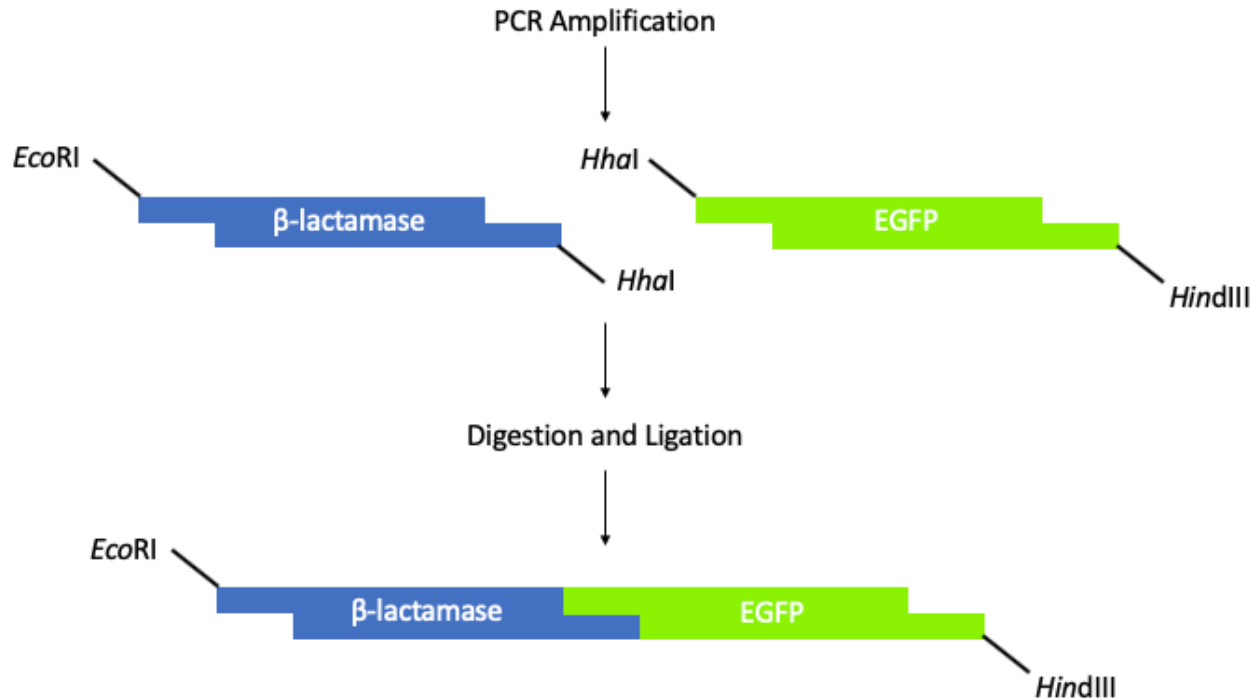 PCR Amplification
EcoRI
HhaI
β-lactamase
EGFP
HhaI
HindIII
Digestion and Ligation
EcoRI
β-lactamase
EGFP
HindIII